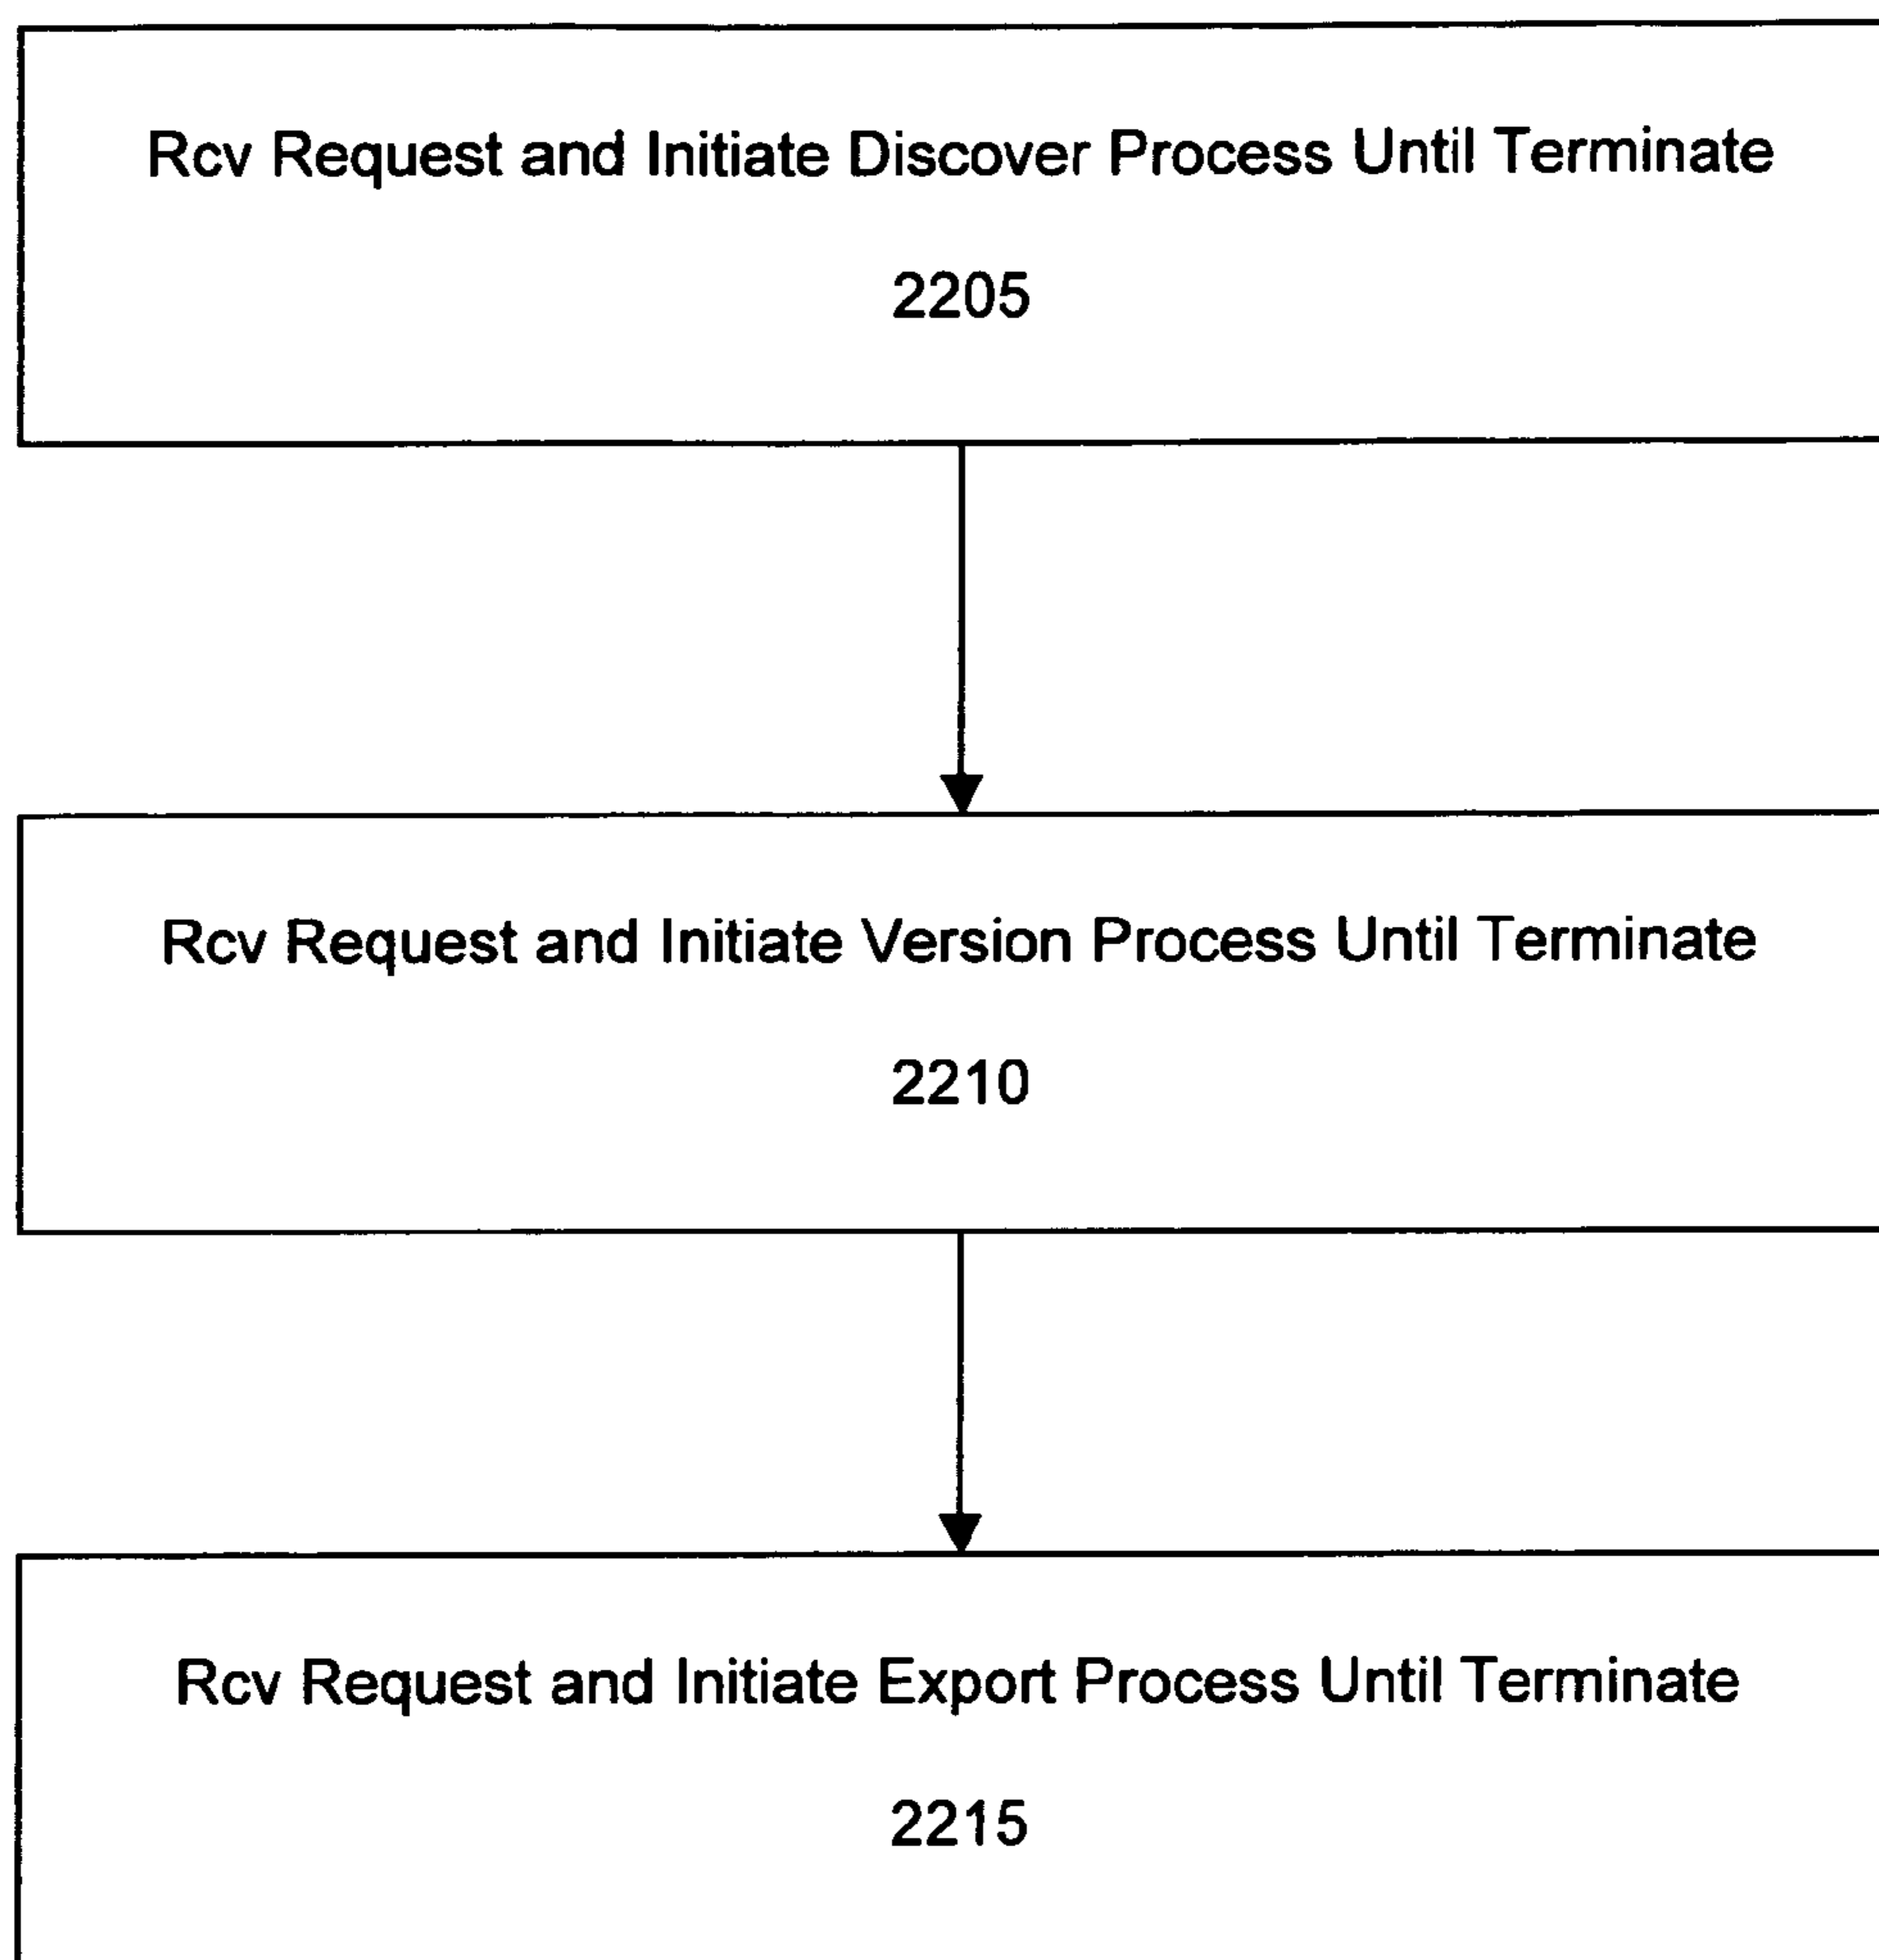 Rcv Request and Initiate Discover Process Until Terminate
2205
Rcv Request and Initiate Version Process Until Terminate
2210
Rcv Request and Initiate Export Process Until Terminate
2215